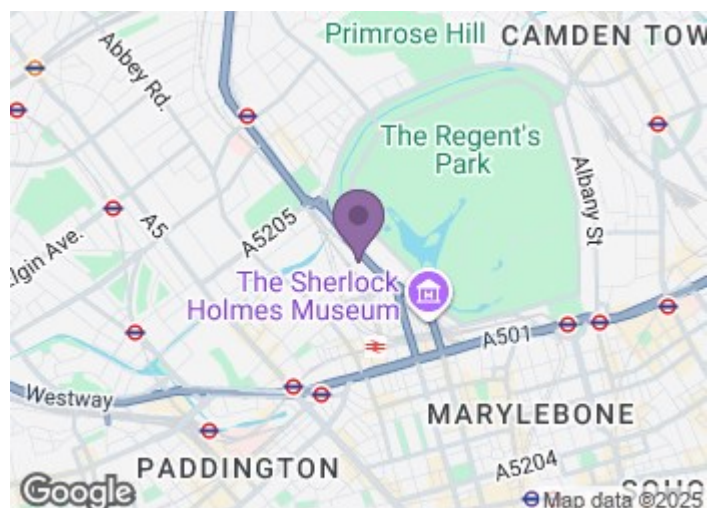 Primrose Hill
CAMDEN TOW
Abbey Rd.
The Regent's
Park
Albany St
A5205
A5
Elgin Ave.
The Sherlock
Holmes Museum
A501
Westway
MARYLEBONE
A5204
PADDINGTON
SOHO
Google
Map data ©2025